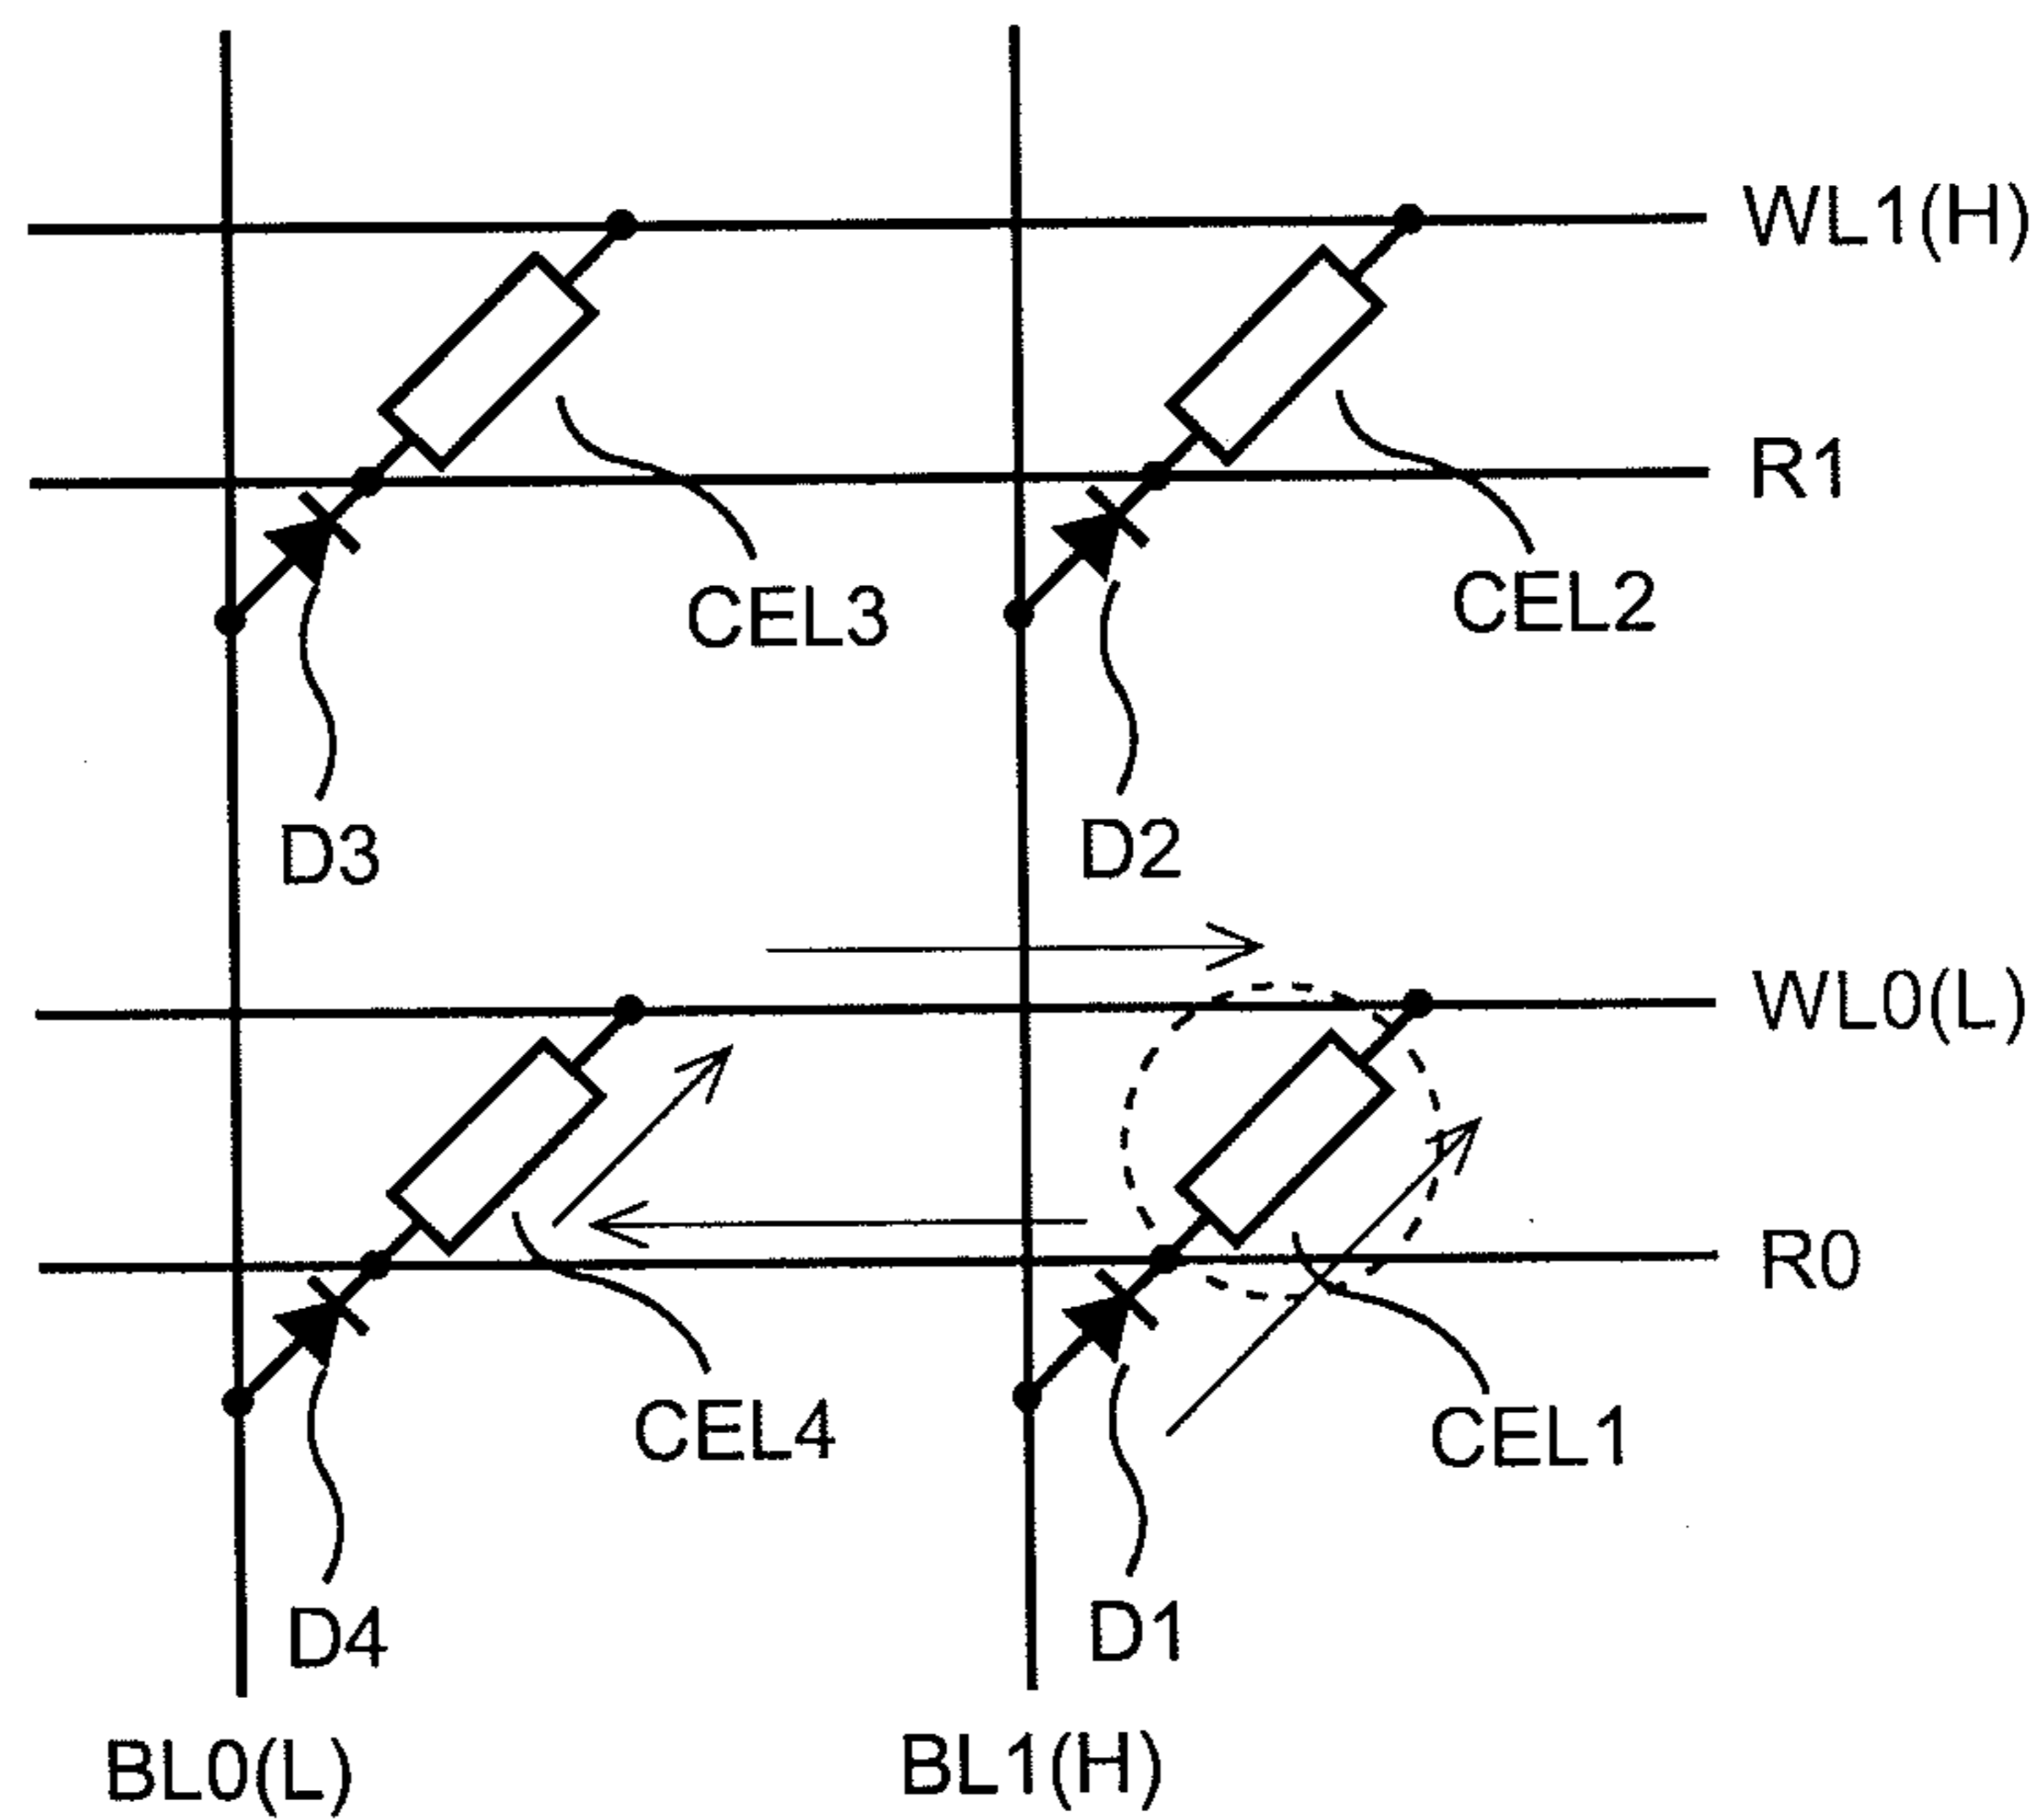 WL1(H)
R1
CEL3
CEL2
D3
D2
WL0(L)
R0
CEL4
CEL1
D4
D1
BL0(L)
BL1(H)